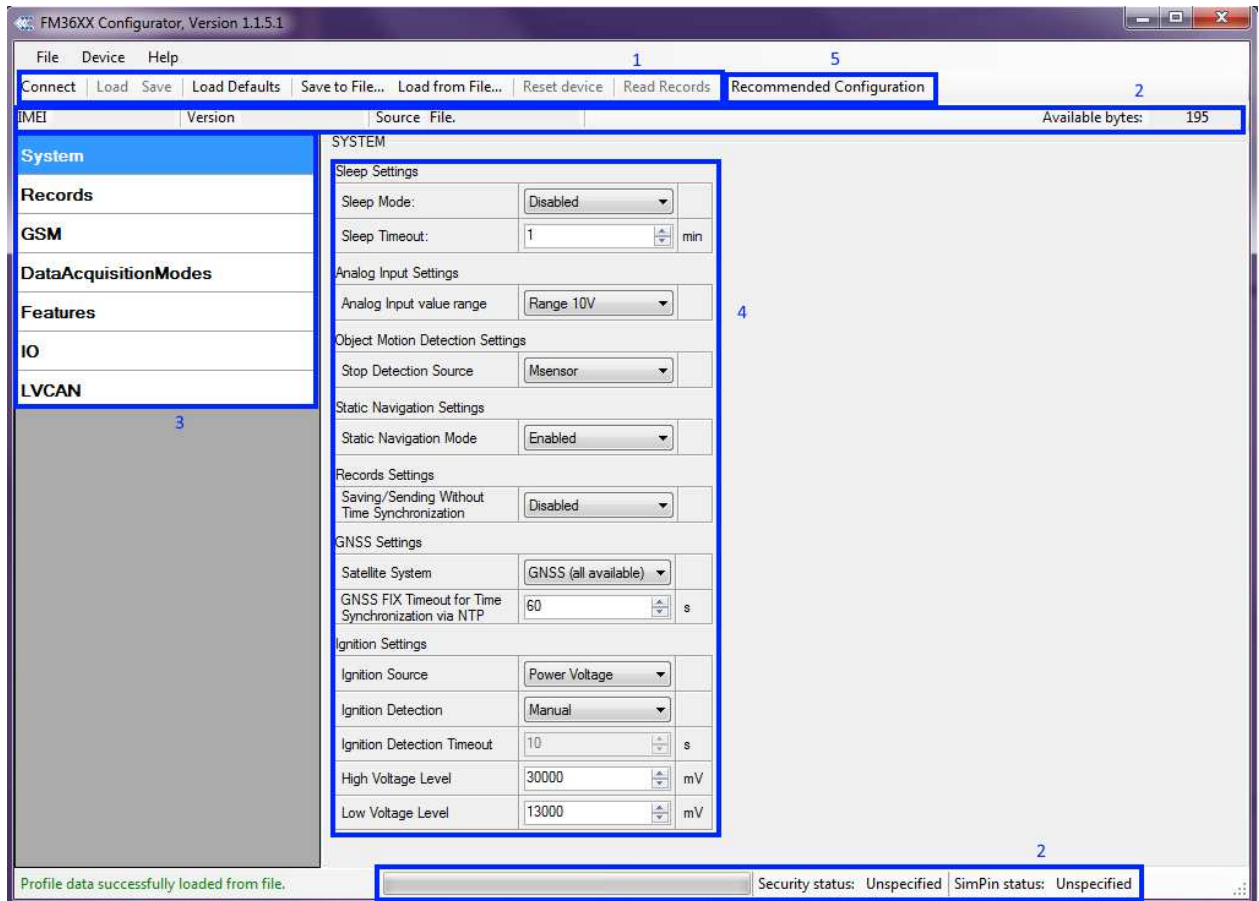 FM36XX Configurator, Version 1.1.5.1
File Device Help
1 5
Connect Load Save Load Defaults Save to File... Load from File... Reset device Read Records Recommended Configuration
2
IMEI Version Source File. Available bytes: 195
System
Records
GSM
DataAcquisitionModes
Features
IO
LVCAN
3
SYSTEM
Sleep Settings
Sleep Mode: Disabled
Sleep Timeout: 1 min
Analog Input Settings
Analog Input value range Range 10V
4
Object Motion Detection Settings
Stop Detection Source Msensor
Static Navigation Settings
Static Navigation Mode Enabled
Records Settings
Saving/Sending Without
Time Synchronization Disabled
GNSS Settings
Satellite System GNSS (all available)
GNSS FIX Timeout for Time
Synchronization via NTP 60 s
Ignition Settings
Ignition Source Power Voltage
Ignition Detection Manual
Ignition Detection Timeout 10 s
High Voltage Level 30000 mV
Low Voltage Level 13000 mV
2
Profile data successfully loaded from file. Security status: Unspecified SimPin status: Unspecified